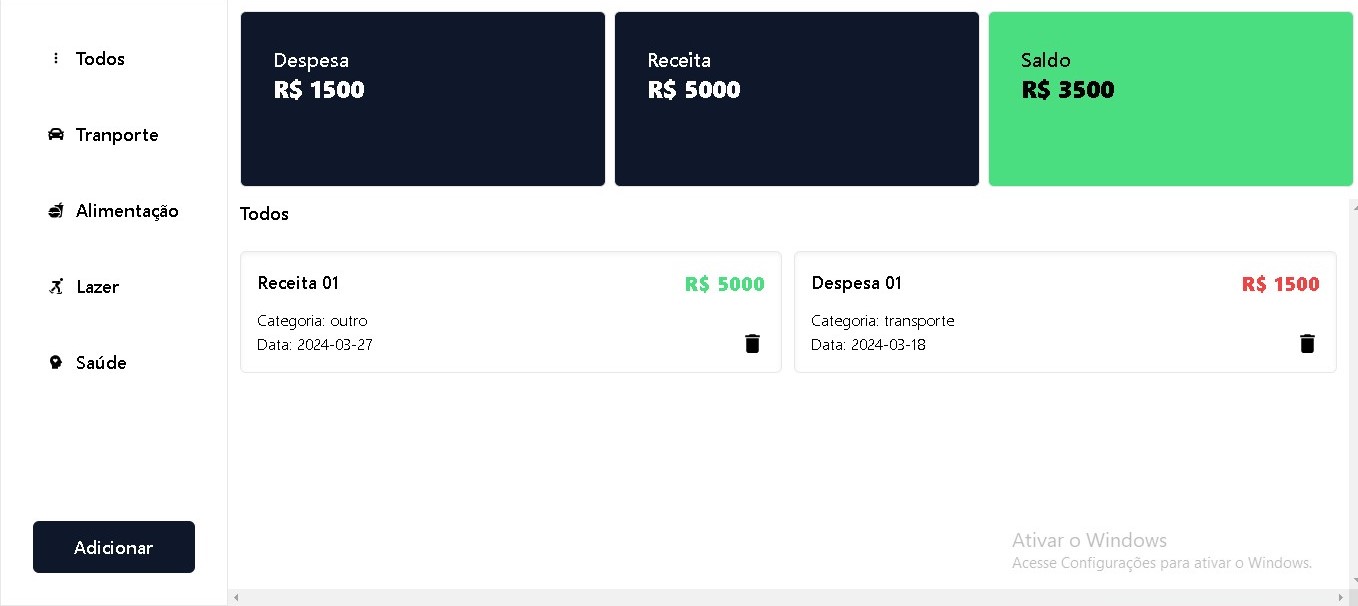 Todos
Tranporte
Alimentação
Lazer
Saúde
Adicionar
Despesa
R$ 1500
Receita
R$ 5000
Saldo
R$ 3500
Todos
Receita 01
R$ 5000
Categoria: outro
Data: 2024-03-27
Despesa 01
R$ 1500
Categoria: transporte
Data: 2024-03-18
Ativar o Windows
Acesse Configurações para ativar o Windows.